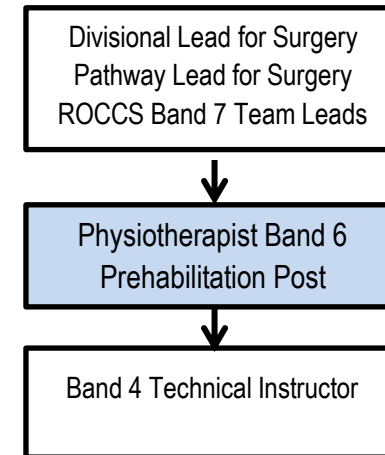 Divisional Lead for Surgery
Pathway Lead for Surgery
ROCCS Band 7 Team Leads
Physiotherapist Band 6
Prehabilitation Post
Band 4 Technical Instructor